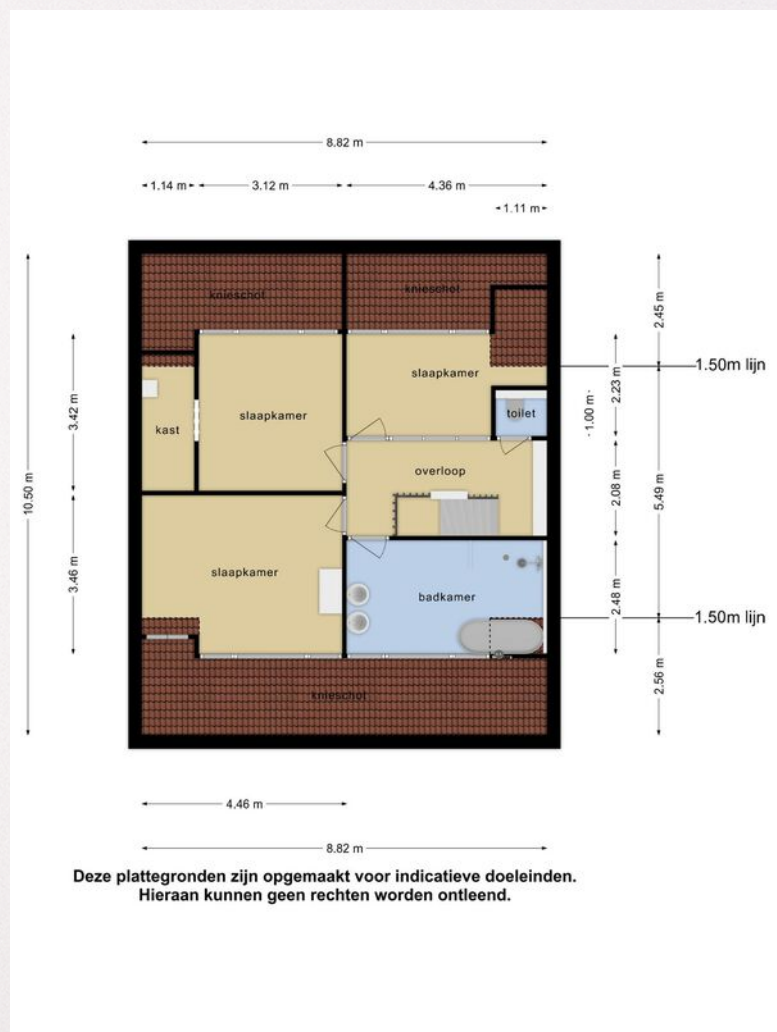 8.82 m
1.14 m
3.12 m
4.36 m
1.11 m
knieschot
knieschot
2.45 m
1.50m lijn
slaapkamer
2.23 m
3.42 m
slaapkamer
toilet
1.00 m
kast
overloop
10.50 m
2.08 m
5.49 m
slaapkamer
3.46 m
badkamer
2.48 m
1.50m lijn
knieschot
2.56 m
4.46 m
8.82 m
Deze plattegronden zijn opgemaakt voor indicatieve doeleinden.
Hieraan kunnen geen rechten worden ontleend.